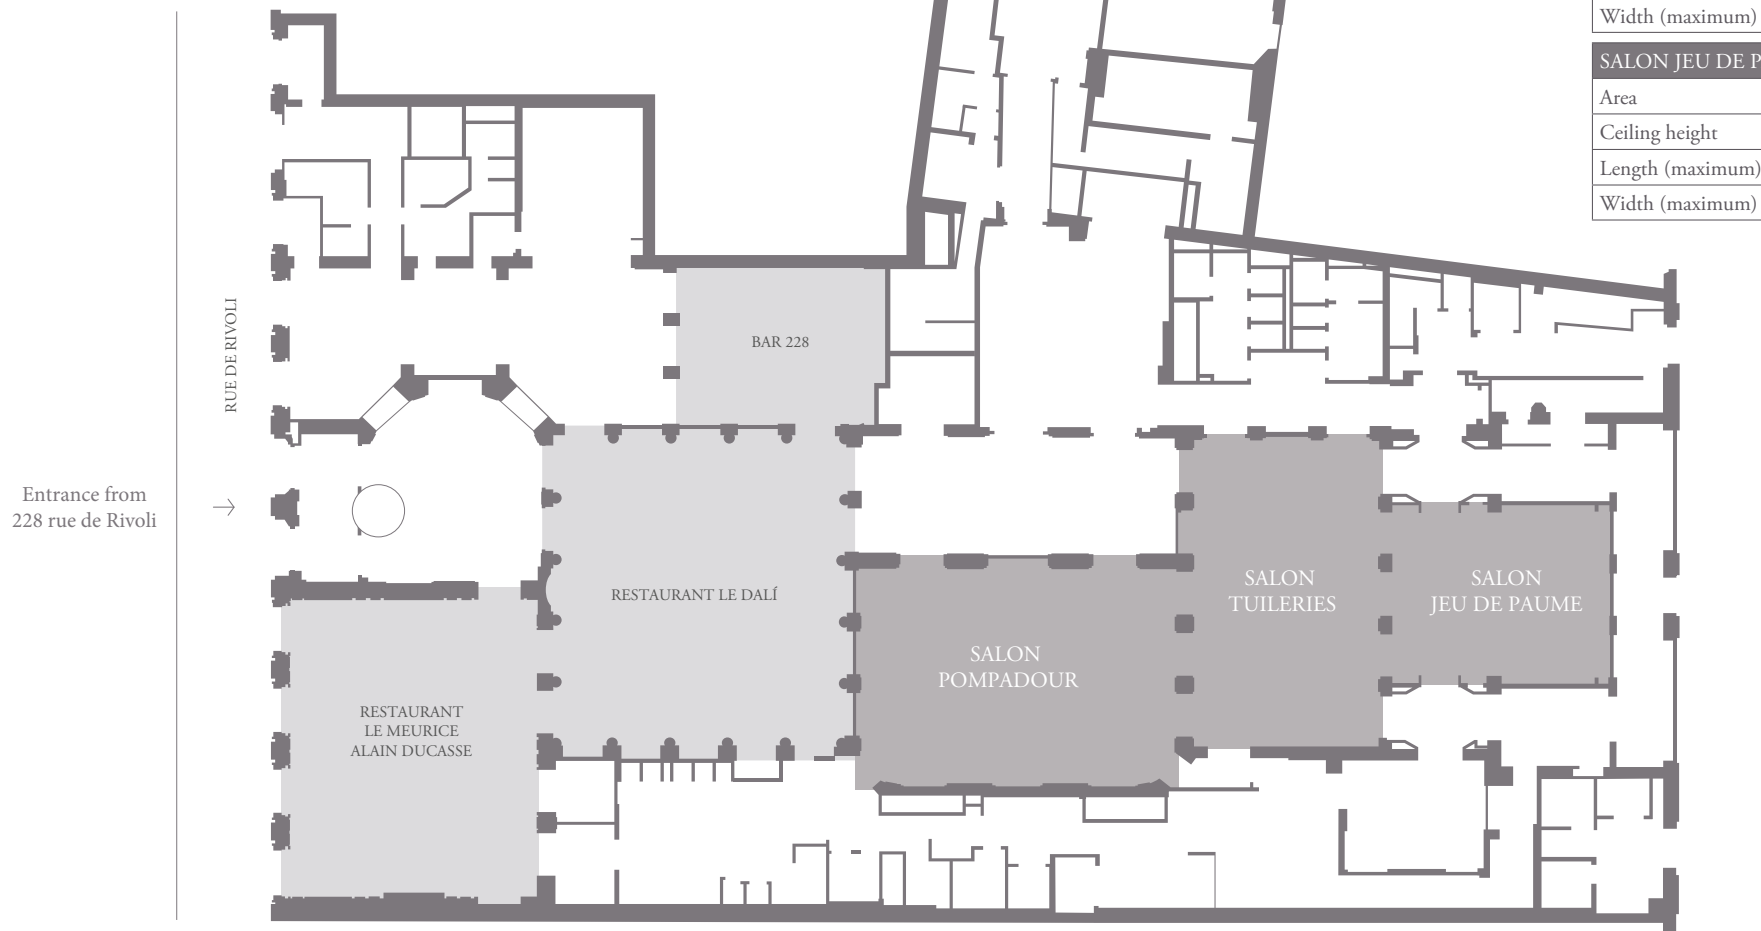 Width (maximum)
SALON JEU DE P
Area
Ceiling height
Length (maximum)
Width (maximum)
RUE DE RIVOLI
BAR 228
Entrance from
228 rue de Rivoli
→
RESTAURANT LE DALÍ
SALON
TUILERIES
SALON
JEU DE PAUME
SALON
POMPADOUR
RESTAURANT
LE MEURICE
ALAIN DUCASSE